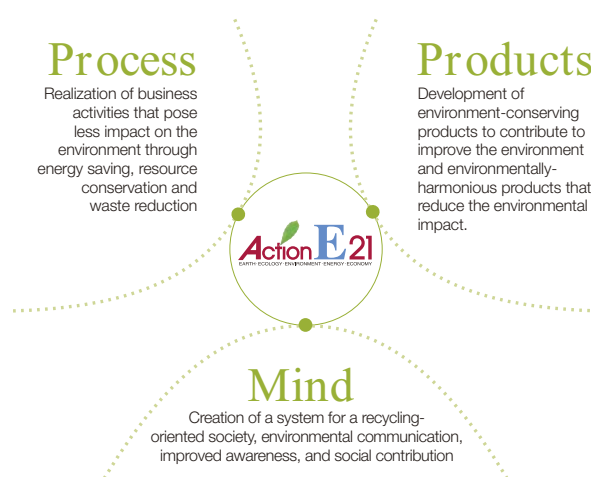 Process
Realization of business
activities that pose
less impact on the
environment through
energy saving, resource
conservation and
waste reduction
Products
Development of
environment-conserving
products to contribute to
improve the environment
and environmentally-
harmonious products that
reduce the environmental
impact.
Action E 21
EARTH·ECOLOGY·ENVIRONMENT·ENERGY·ECONOMY
Mind
Creation of a system for a recycling-
oriented society, environmental communication,
improved awareness, and social contribution